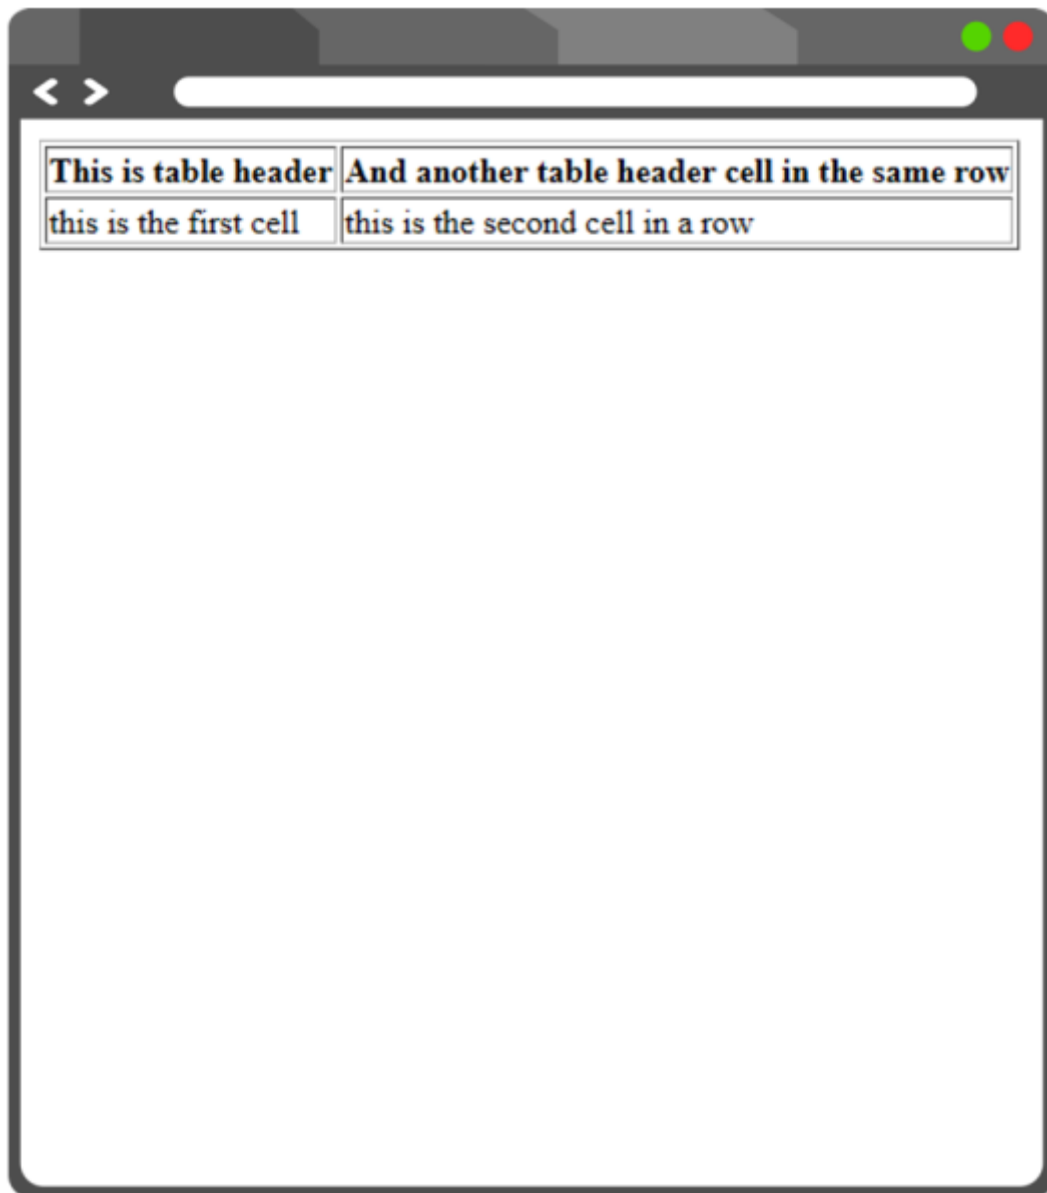 This is table header And another table header cell in the same row
this is the first cell this is the second cell in a row